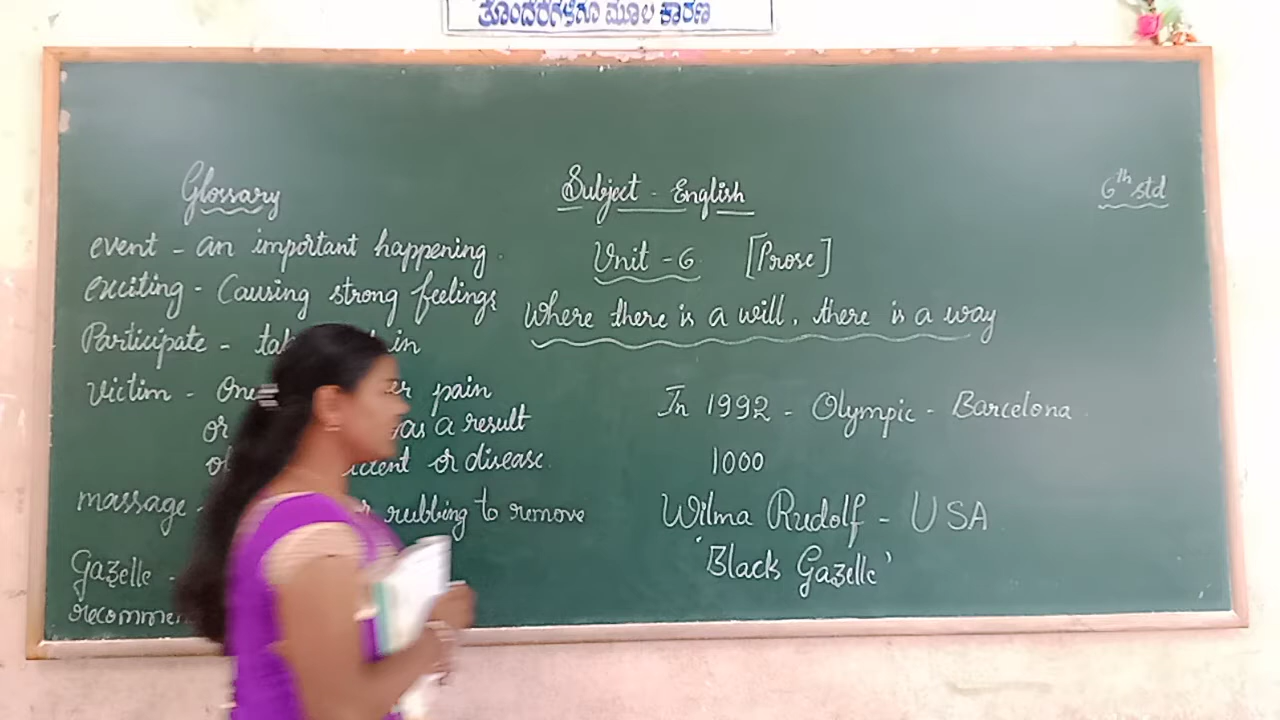 ತೊಂದರೆಗಳಿಗೂ ಮೂಲ ಕಾರಣ
Glossary
event - an important happening
exciting - Causing strong feelings
Participate - in
Victim - pain
or as a result
or disease
massage - rubbing to remove
Gazelle -
Subject - English
6th std
Unit - 6 [Prose]
Where there is a will, there is a way
In 1992 - Olympic - Barcelona
1000
Wilma Rudolf - USA
'Black Gazelle'